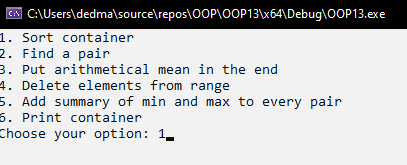 C:\Users\dedma\source\repos\OOP\OOP13\x64\Debug\OOP13.exe
1. Sort container
2. Find a pair
3. Put arithmetical mean in the end
4. Delete elements from range
5. Add summary of min and max to every pair
6. Print container
Choose your option: 1